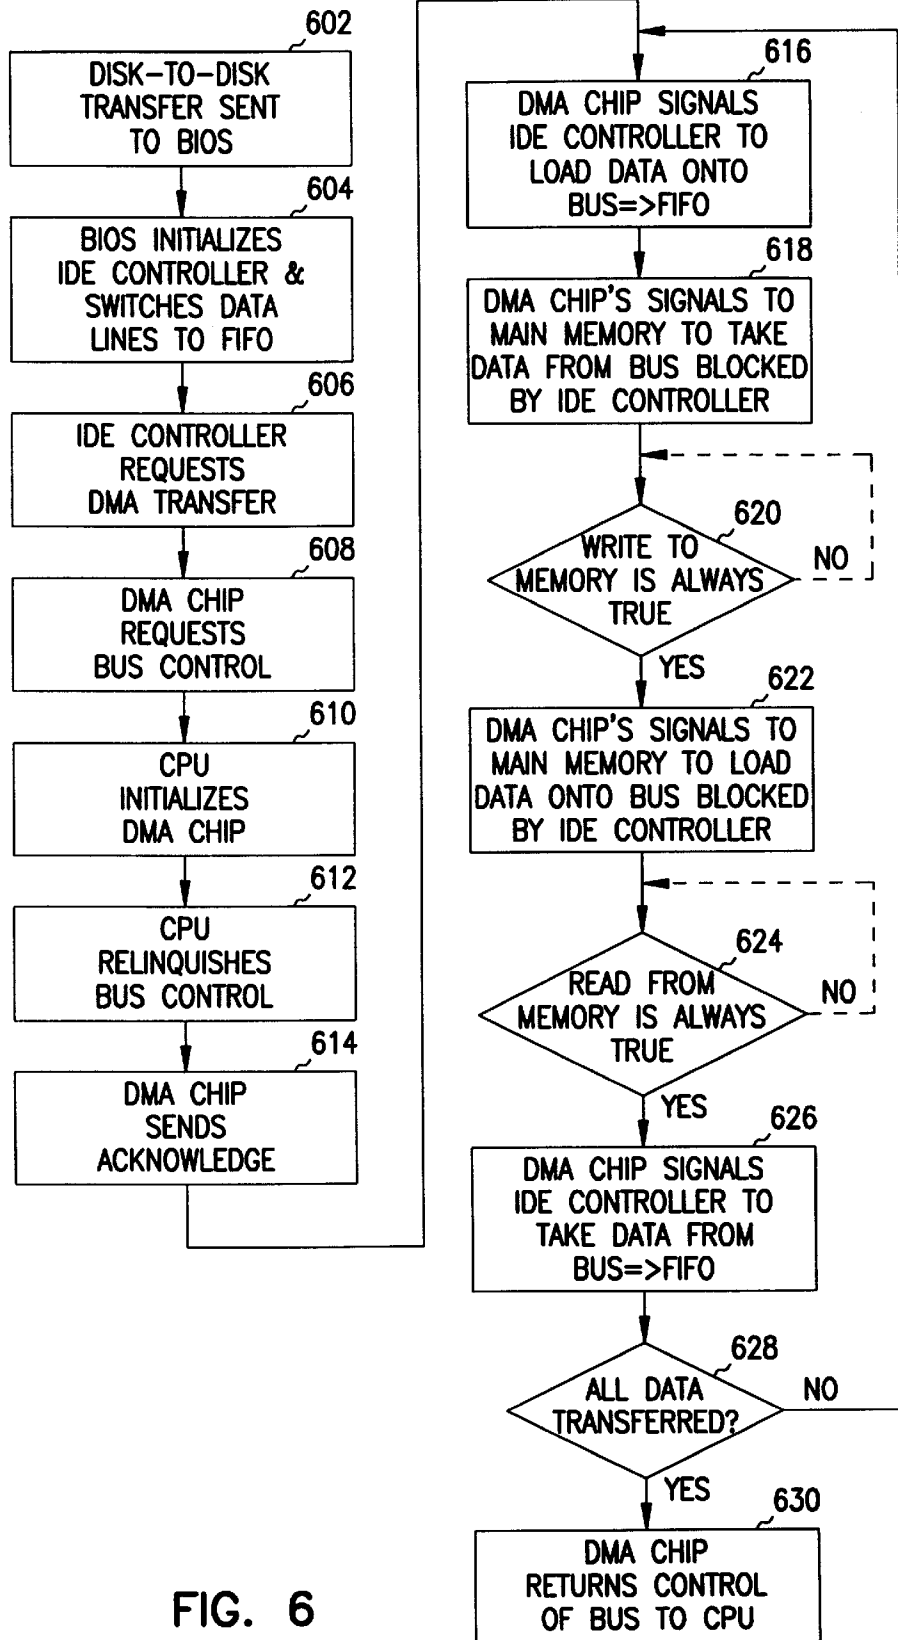 602
DISK-TO-DISK
TRANSFER SENT
TO BIOS
604
BIOS INITIALIZES
IDE CONTROLLER &
SWITCHES DATA
LINES TO FIFO
606
IDE CONTROLLER
REQUESTS
DMA TRANSFER
608
DMA CHIP
REQUESTS
BUS CONTROL
610
CPU
INITIALIZES
DMA CHIP
612
CPU
RELINQUISHES
BUS CONTROL
614
DMA CHIP
SENDS
ACKNOWLEDGE
616
DMA CHIP SIGNALS
IDE CONTROLLER TO
LOAD DATA ONTO
BUS=>FIFO
618
DMA CHIP'S SIGNALS TO
MAIN MEMORY TO TAKE
DATA FROM BUS BLOCKED
BY IDE CONTROLLER
620
WRITE TO
MEMORY IS ALWAYS
TRUE
NO
YES
622
DMA CHIP'S SIGNALS TO
MAIN MEMORY TO LOAD
DATA ONTO BUS BLOCKED
BY IDE CONTROLLER
624
READ FROM
MEMORY IS ALWAYS
TRUE
NO
YES
626
DMA CHIP SIGNALS
IDE CONTROLLER TO
TAKE DATA FROM
BUS=>FIFO
628
ALL DATA
TRANSFERRED?
NO
YES
630
DMA CHIP
RETURNS CONTROL
OF BUS TO CPU
FIG. 6